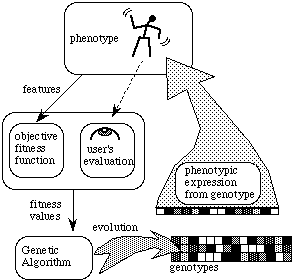 phenotype
features
objective
fitness
function
user's
evaluation
phenotypic
expression
from genotype
fitness
values
evolution
Genetic
Algorithm
genotypes